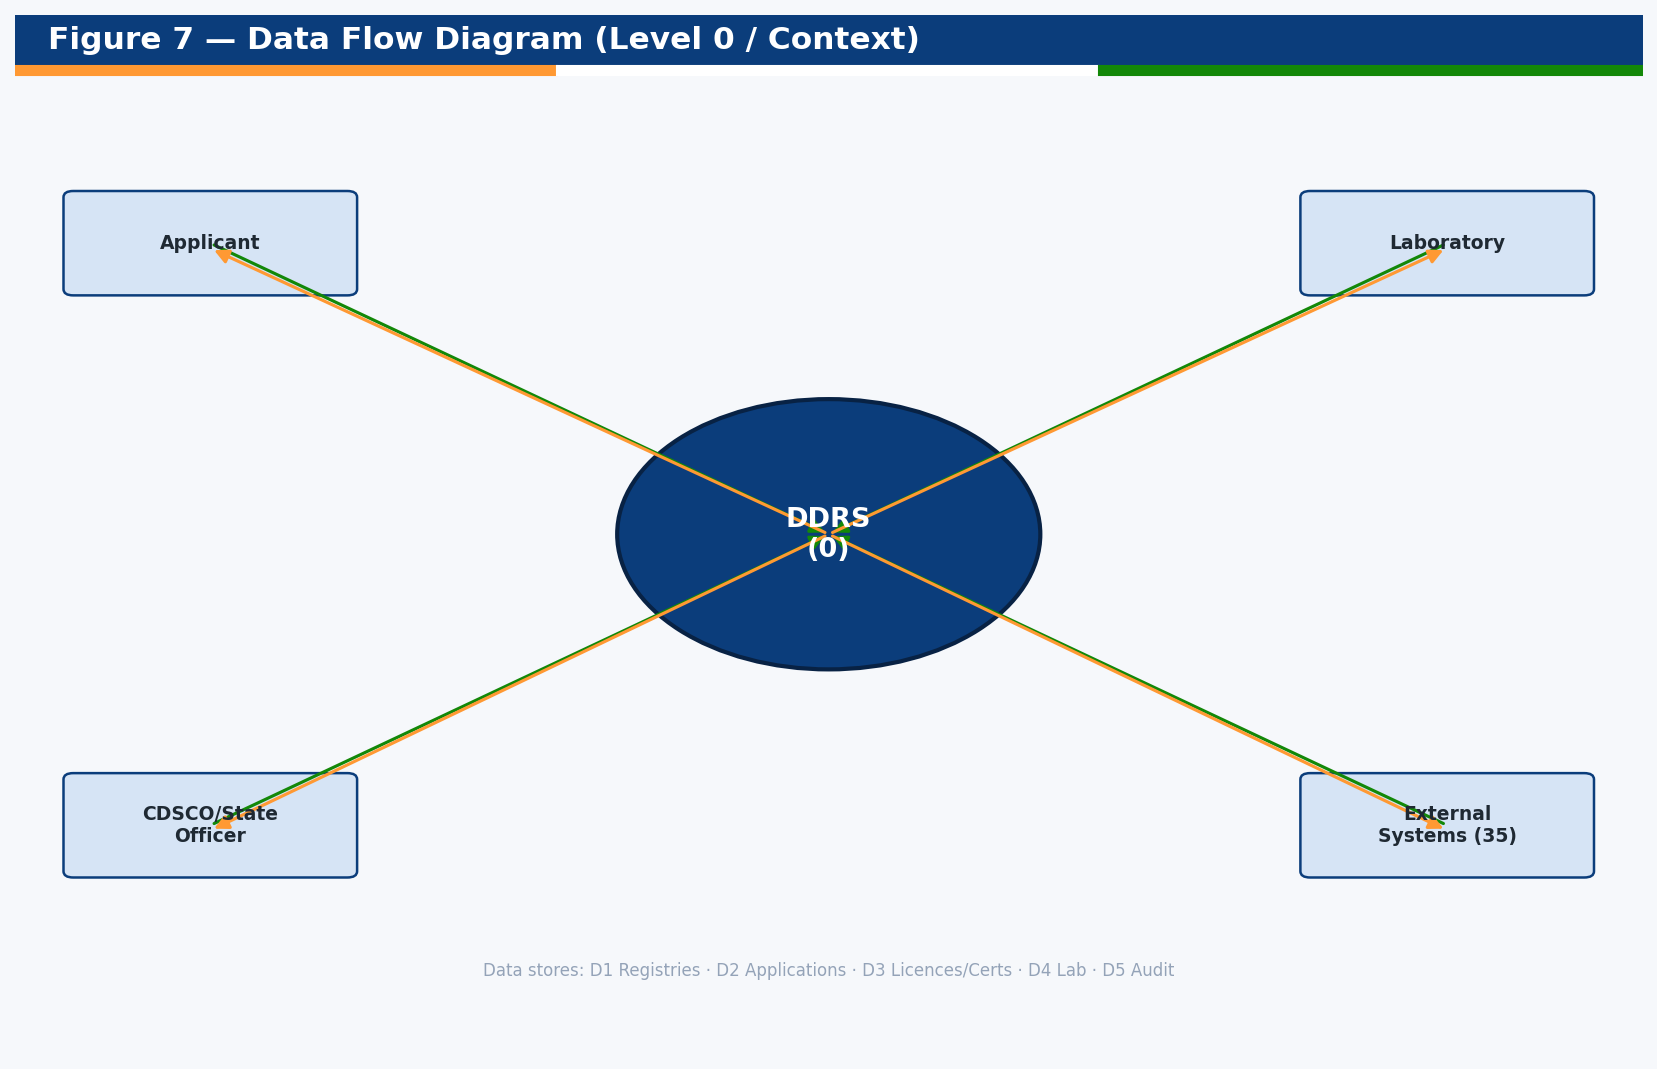 Figure 7 — Data Flow Diagram (Level 0 / Context)
Applicant
Laboratory
DDRS
(0)
CDSCO/State
Officer
External
Systems (35)
Data stores: D1 Registries · D2 Applications · D3 Licences/Certs · D4 Lab · D5 Audit